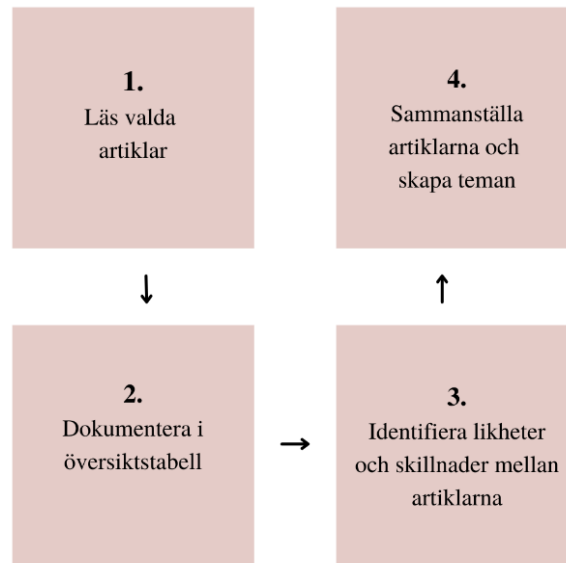 1.
Läs valda
artiklar
2.
Dokumentera i
översiktstabell
3.
Identifiera likheter
och skillnader mellan
artiklarna
4.
Sammanställa
artiklarna och
skapa teman